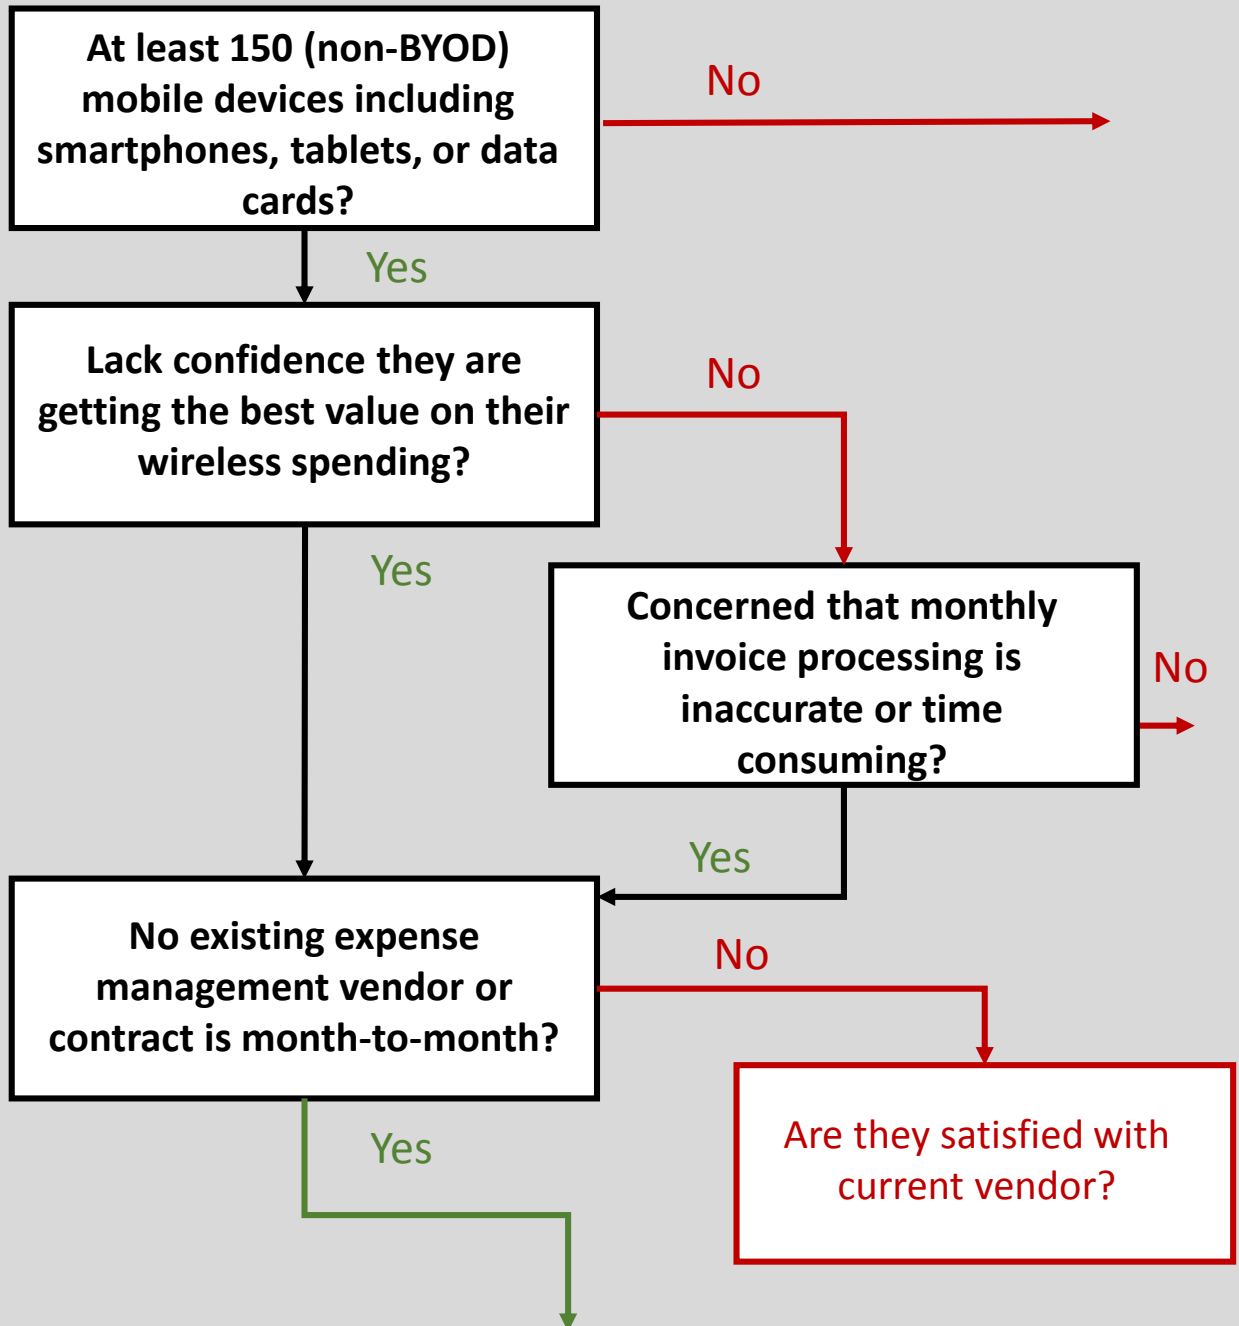 At least 150 (non-BYOD)
mobile devices including
smartphones, tablets, or data
cards?
No
Yes
Lack confidence they are
getting the best value on their
wireless spending?
No
Yes
Concerned that monthly
invoice processing is
inaccurate or time
consuming?
No
Yes
No existing expense
management vendor or
contract is month-to-month?
No
Yes
Are they satisfied with
current vendor?